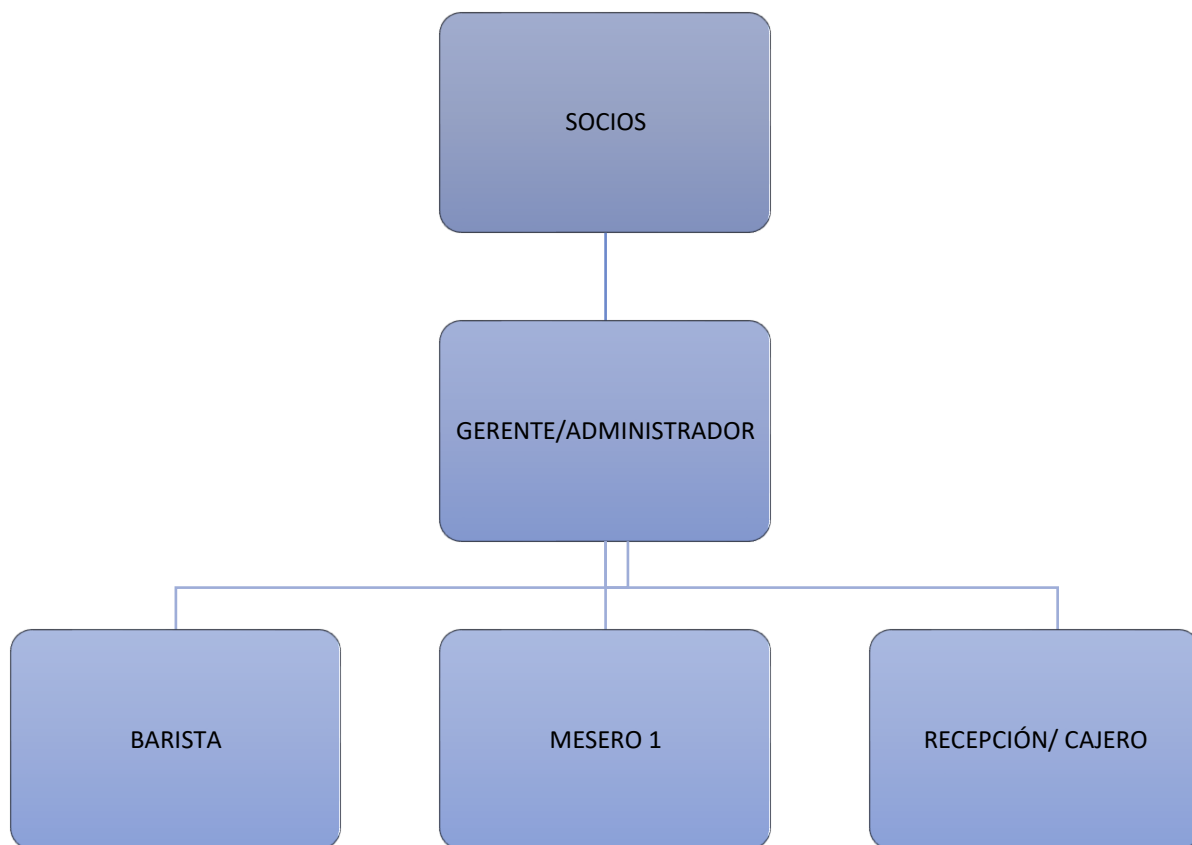 SOCIOS
GERENTE/ADMINISTRADOR
BARISTA
MESERO 1
RECEPCIÓN/ CAJERO